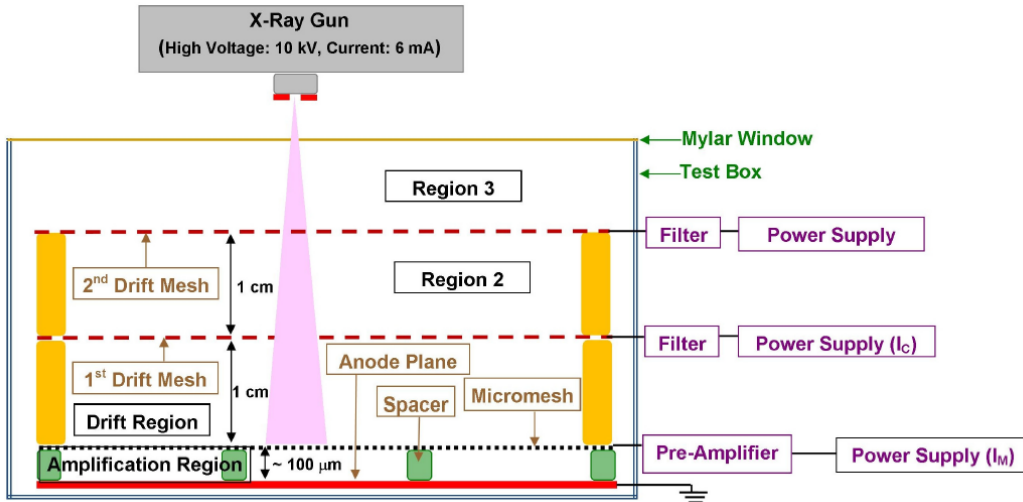 X-Ray Gun
(High Voltage: 10 kV, Current: 6 mA)
Mylar Window
Test Box
Region 3
Filter
Power Supply
2nd Drift Mesh
1 cm
Region 2
Filter
Power Supply (IC)
1st Drift Mesh
1 cm
Anode Plane
Spacer
Micromesh
Drift Region
Amplification Region
~ 100 μm
Pre-Amplifier
Power Supply (IM)